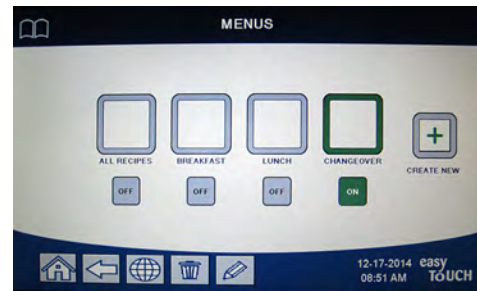 MENUS
ALL RECIPES BREAKFAST LUNCH CHANGEOVER CREATE NEW
OFF OFF OFF ON
12-17-2014 easy
08:51 AM TōUCH